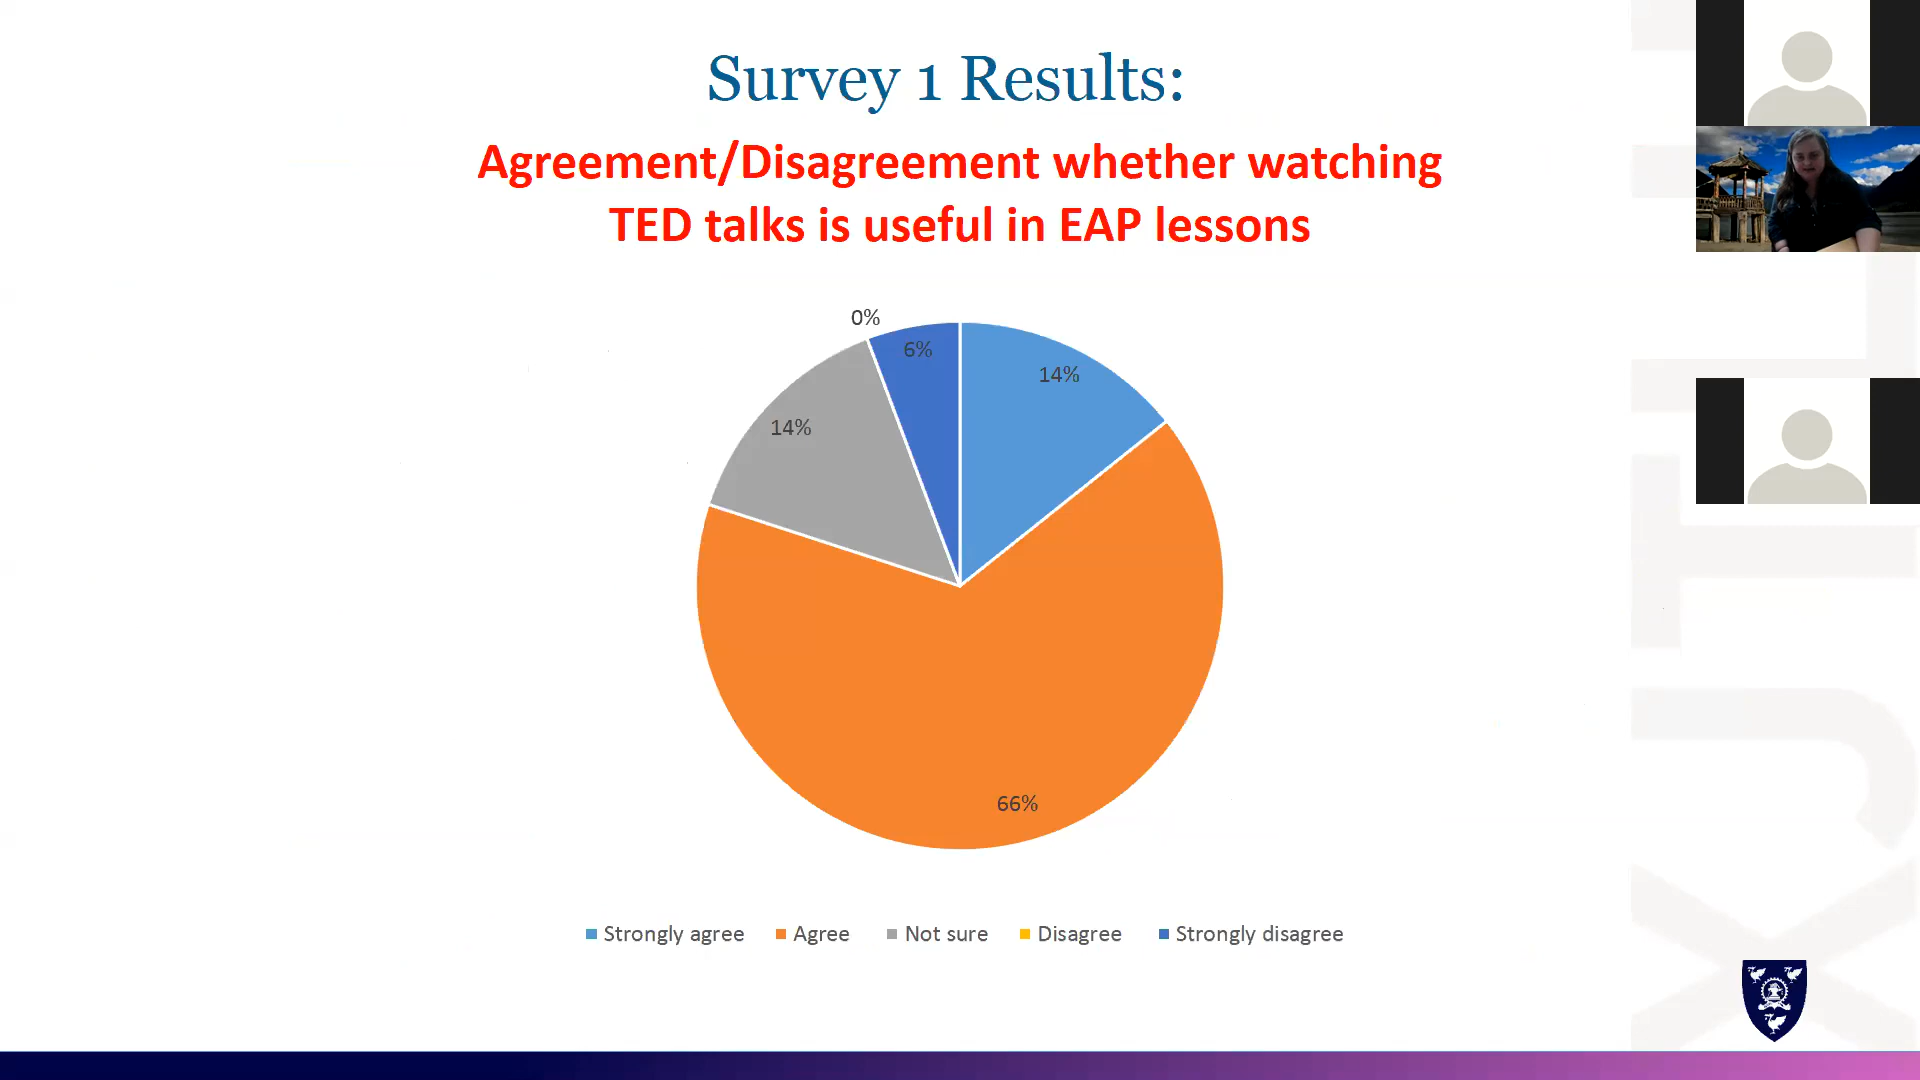 Survey 1 Results:
Agreement/Disagreement whether watching
TED talks is useful in EAP lessons
0%
6%
14%
14%
66%
Strongly agree
Agree
Not sure
Disagree
Strongly disagree
XJTLU